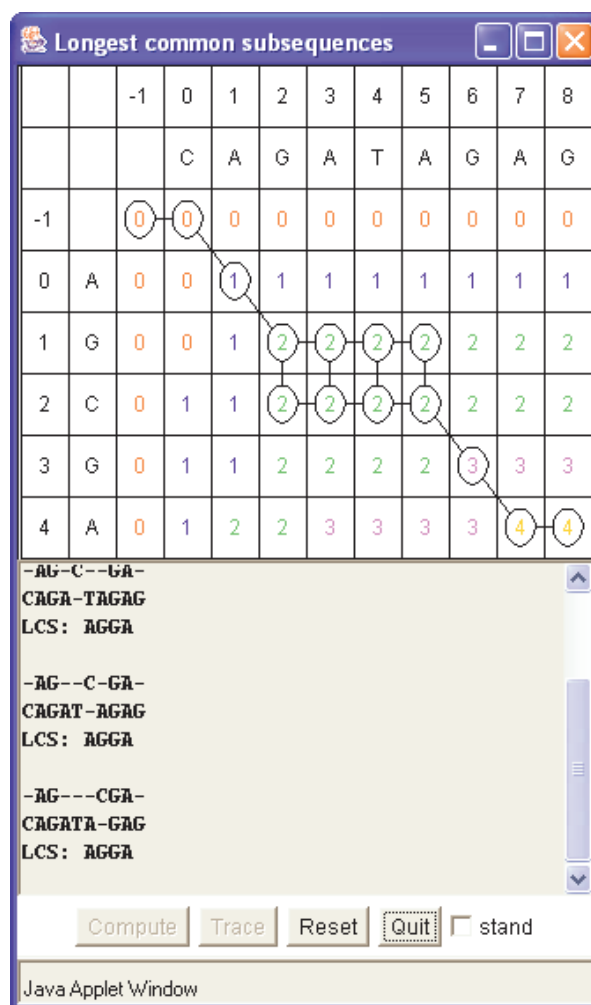 Longest common subsequences
-1 0 1 2 3 4 5 6 7 8
C A G A T A G A G
-1 0 0 0 0 0 0 0 0 0 0
0 A 0 0 1 1 1 1 1 1 1 1
1 G 0 0 1 2 2 2 2 2 2 2
2 C 0 1 1 2 2 2 2 2 2 2
3 G 0 1 1 2 2 2 2 3 3 3
4 A 0 1 2 2 3 3 3 3 4 4
-AG-C--GA-
CAGA-TAGAG
LCS: AGGA
-AG--C-GA-
CAGAT-AGAG
LCS: AGGA
-AG---CGA-
CAGATA-GAG
LCS: AGGA
Compute Trace Reset Quit stand
Java Applet Window